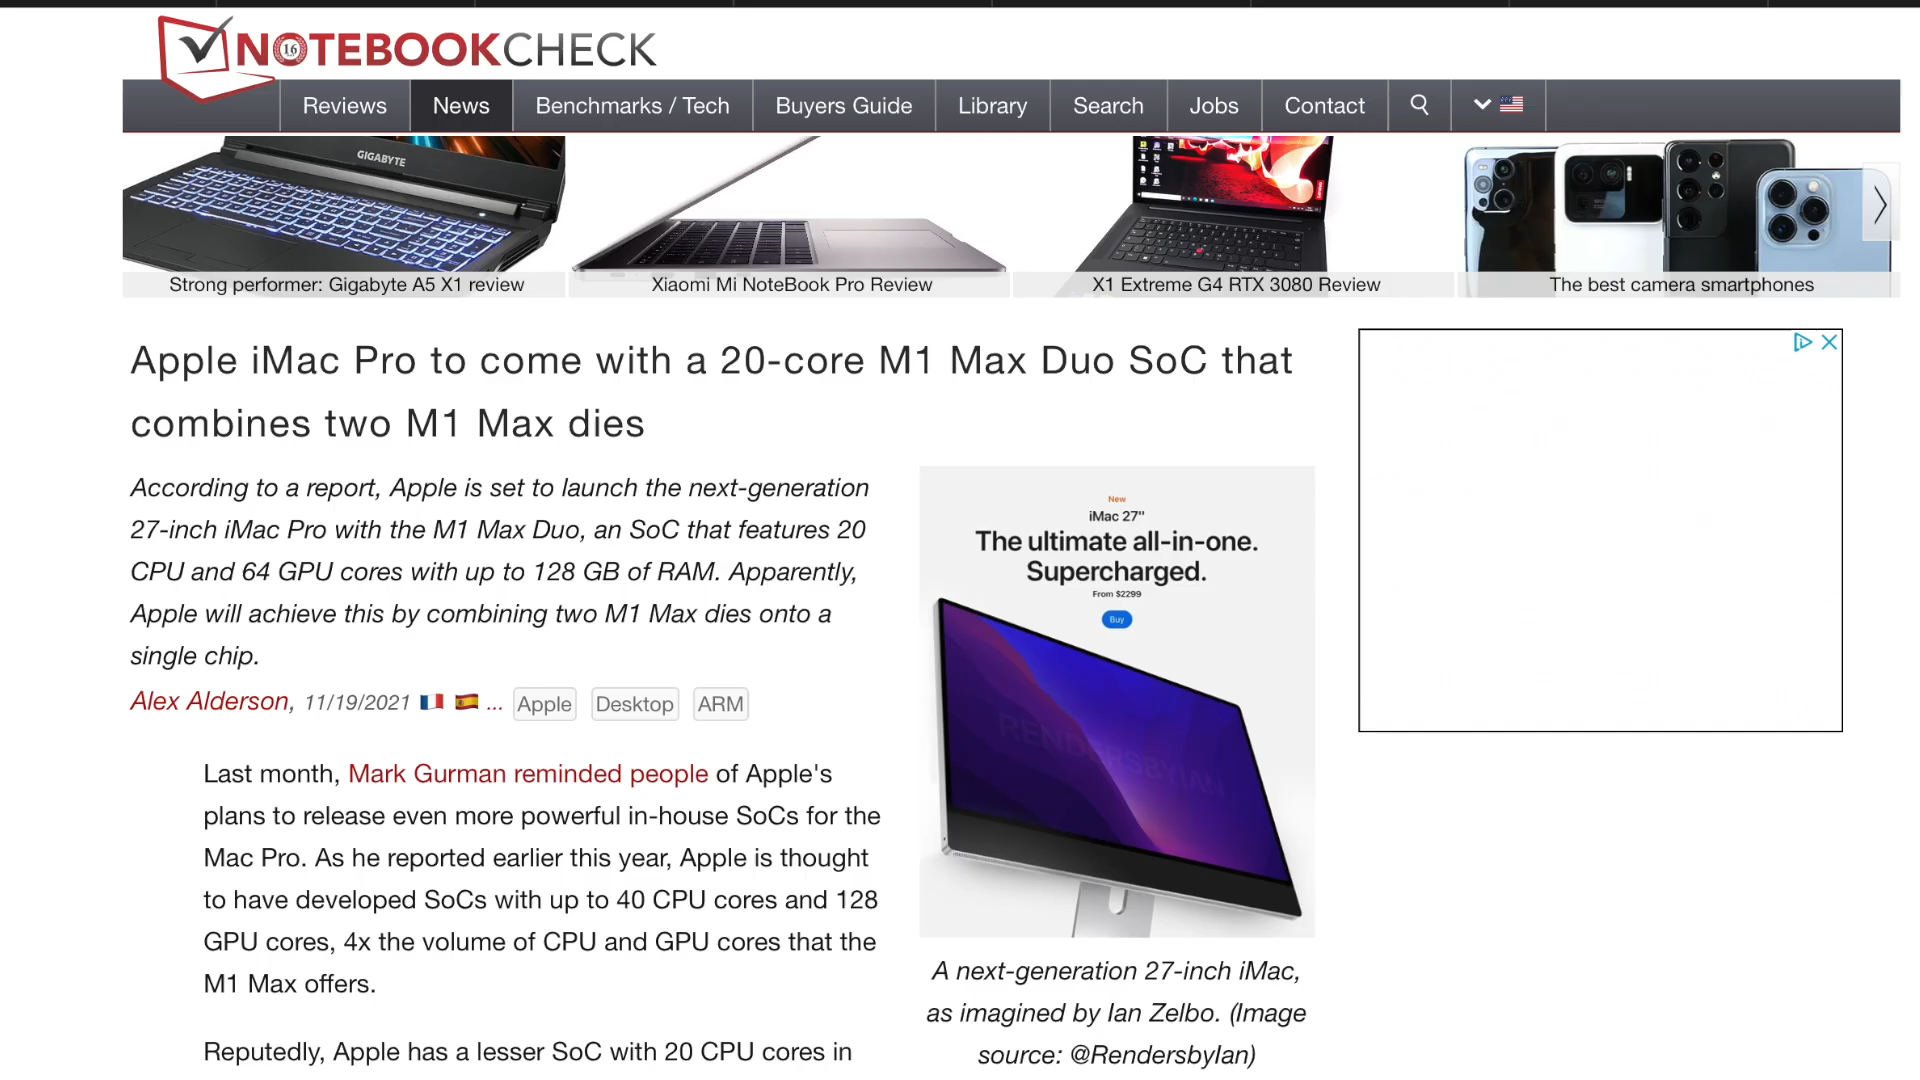 NOTEBOOKCHECK
16
Reviews
News
Benchmarks / Tech
Buyers Guide
Library
Search
Jobs
Contact
GIGABYTE
Strong performer: Gigabyte A5 X1 review
Xiaomi Mi NoteBook Pro Review
X1 Extreme G4 RTX 3080 Review
The best camera smartphones
Apple iMac Pro to come with a 20-core M1 Max Duo SoC that
combines two M1 Max dies
According to a report, Apple is set to launch the next-generation
27-inch iMac Pro with the M1 Max Duo, an SoC that features 20
CPU and 64 GPU cores with up to 128 GB of RAM. Apparently,
Apple will achieve this by combining two M1 Max dies onto a
single chip.
Alex Alderson, 11/19/2021 ... Apple Desktop ARM
Last month, Mark Gurman reminded people of Apple's
plans to release even more powerful in-house SoCs for the
Mac Pro. As he reported earlier this year, Apple is thought
to have developed SoCs with up to 40 CPU cores and 128
GPU cores, 4x the volume of CPU and GPU cores that the
M1 Max offers.
Reputedly, Apple has a lesser SoC with 20 CPU cores in
New
iMac 27"
The ultimate all-in-one.
Supercharged.
From $2299
Buy
RENDERSBYIAN
A next-generation 27-inch iMac,
as imagined by Ian Zelbo. (Image
source: @RendersbyIan)